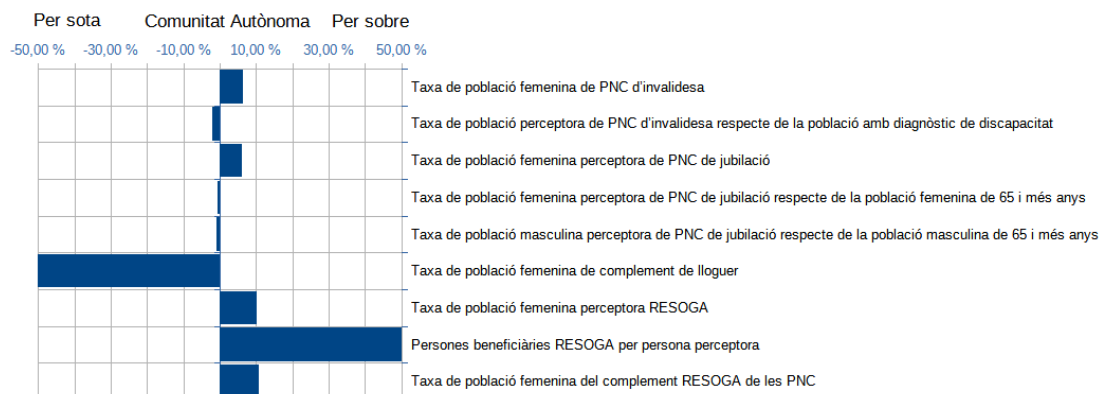 Per sota Comunitat Autònoma Per sobre
-50,00 % -30,00 % -10,00 % 10,00 % 30,00 % 50,00 %
Taxa de població femenina de PNC d'invalidesa
Taxa de població perceptora de PNC d'invalidesa respecte de la població amb diagnòstic de discapacitat
Taxa de població femenina perceptora de PNC de jubilació
Taxa de població femenina perceptora de PNC de jubilació respecte de la població femenina de 65 i més anys
Taxa de població masculina perceptora de PNC de jubilació respecte de la població masculina de 65 i més anys
Taxa de població femenina de complement de lloguer
Taxa de població femenina perceptora RESOGA
Persones beneficiàries RESOGA per persona perceptora
Taxa de població femenina del complement RESOGA de les PNC